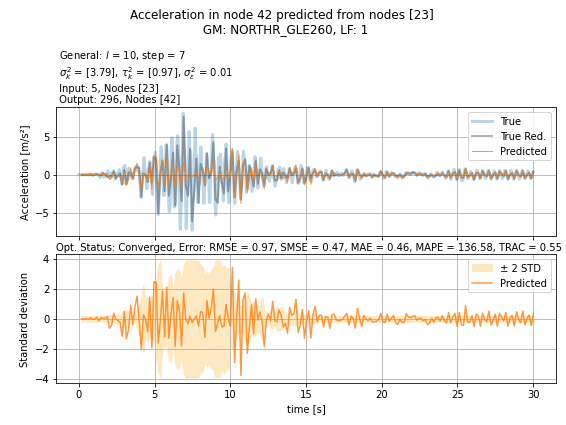 Acceleration in node 42 predicted from nodes [23]
GM: NORTHR_GLE260, LF: 1
General: l = 10, step = 7
σ²ₖ = [3.79], τ²ₖ = [0.97], σ²ε = 0.01
Input: 5, Nodes [23]
Output: 296, Nodes [42]
Acceleration [m/s²]
5
0
−5
True
True Red.
Predicted
Opt. Status: Converged, Error: RMSE = 0.97, SMSE = 0.47, MAE = 0.46, MAPE = 136.58, TRAC = 0.55
Standard deviation
4
2
0
−2
−4
± 2 STD
Predicted
0 5 10 15 20 25 30
time [s]